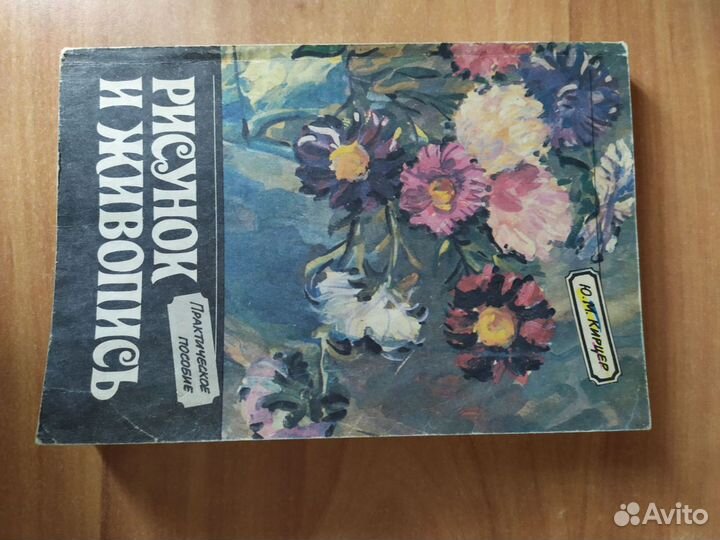 Ю.М.КИРЦЕР
РИСУНОК
И ЖИВОПИСЬ
ПРАКТИЧЕСКОЕ
ПОСОБИЕ
Avito